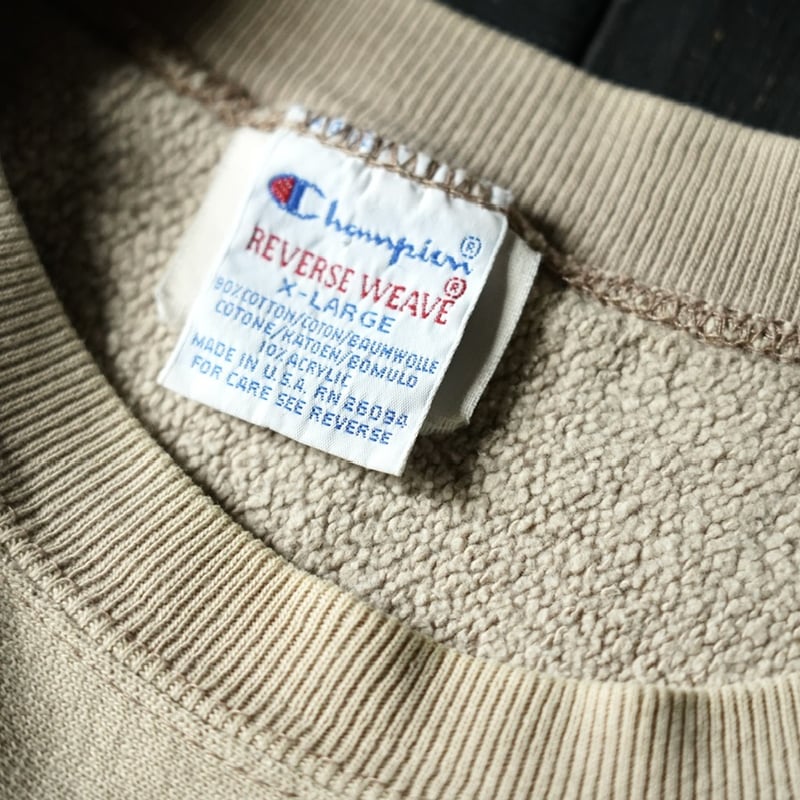 Champion®
REVERSE WEAVE®
X-LARGE
90% COTTON/COTON/BAUMWOLLE
COTONE/KATOEN/BOMULD
10% ACRYLIC
MADE IN U.S.A. RN 26094
FOR CARE SEE REVERSE